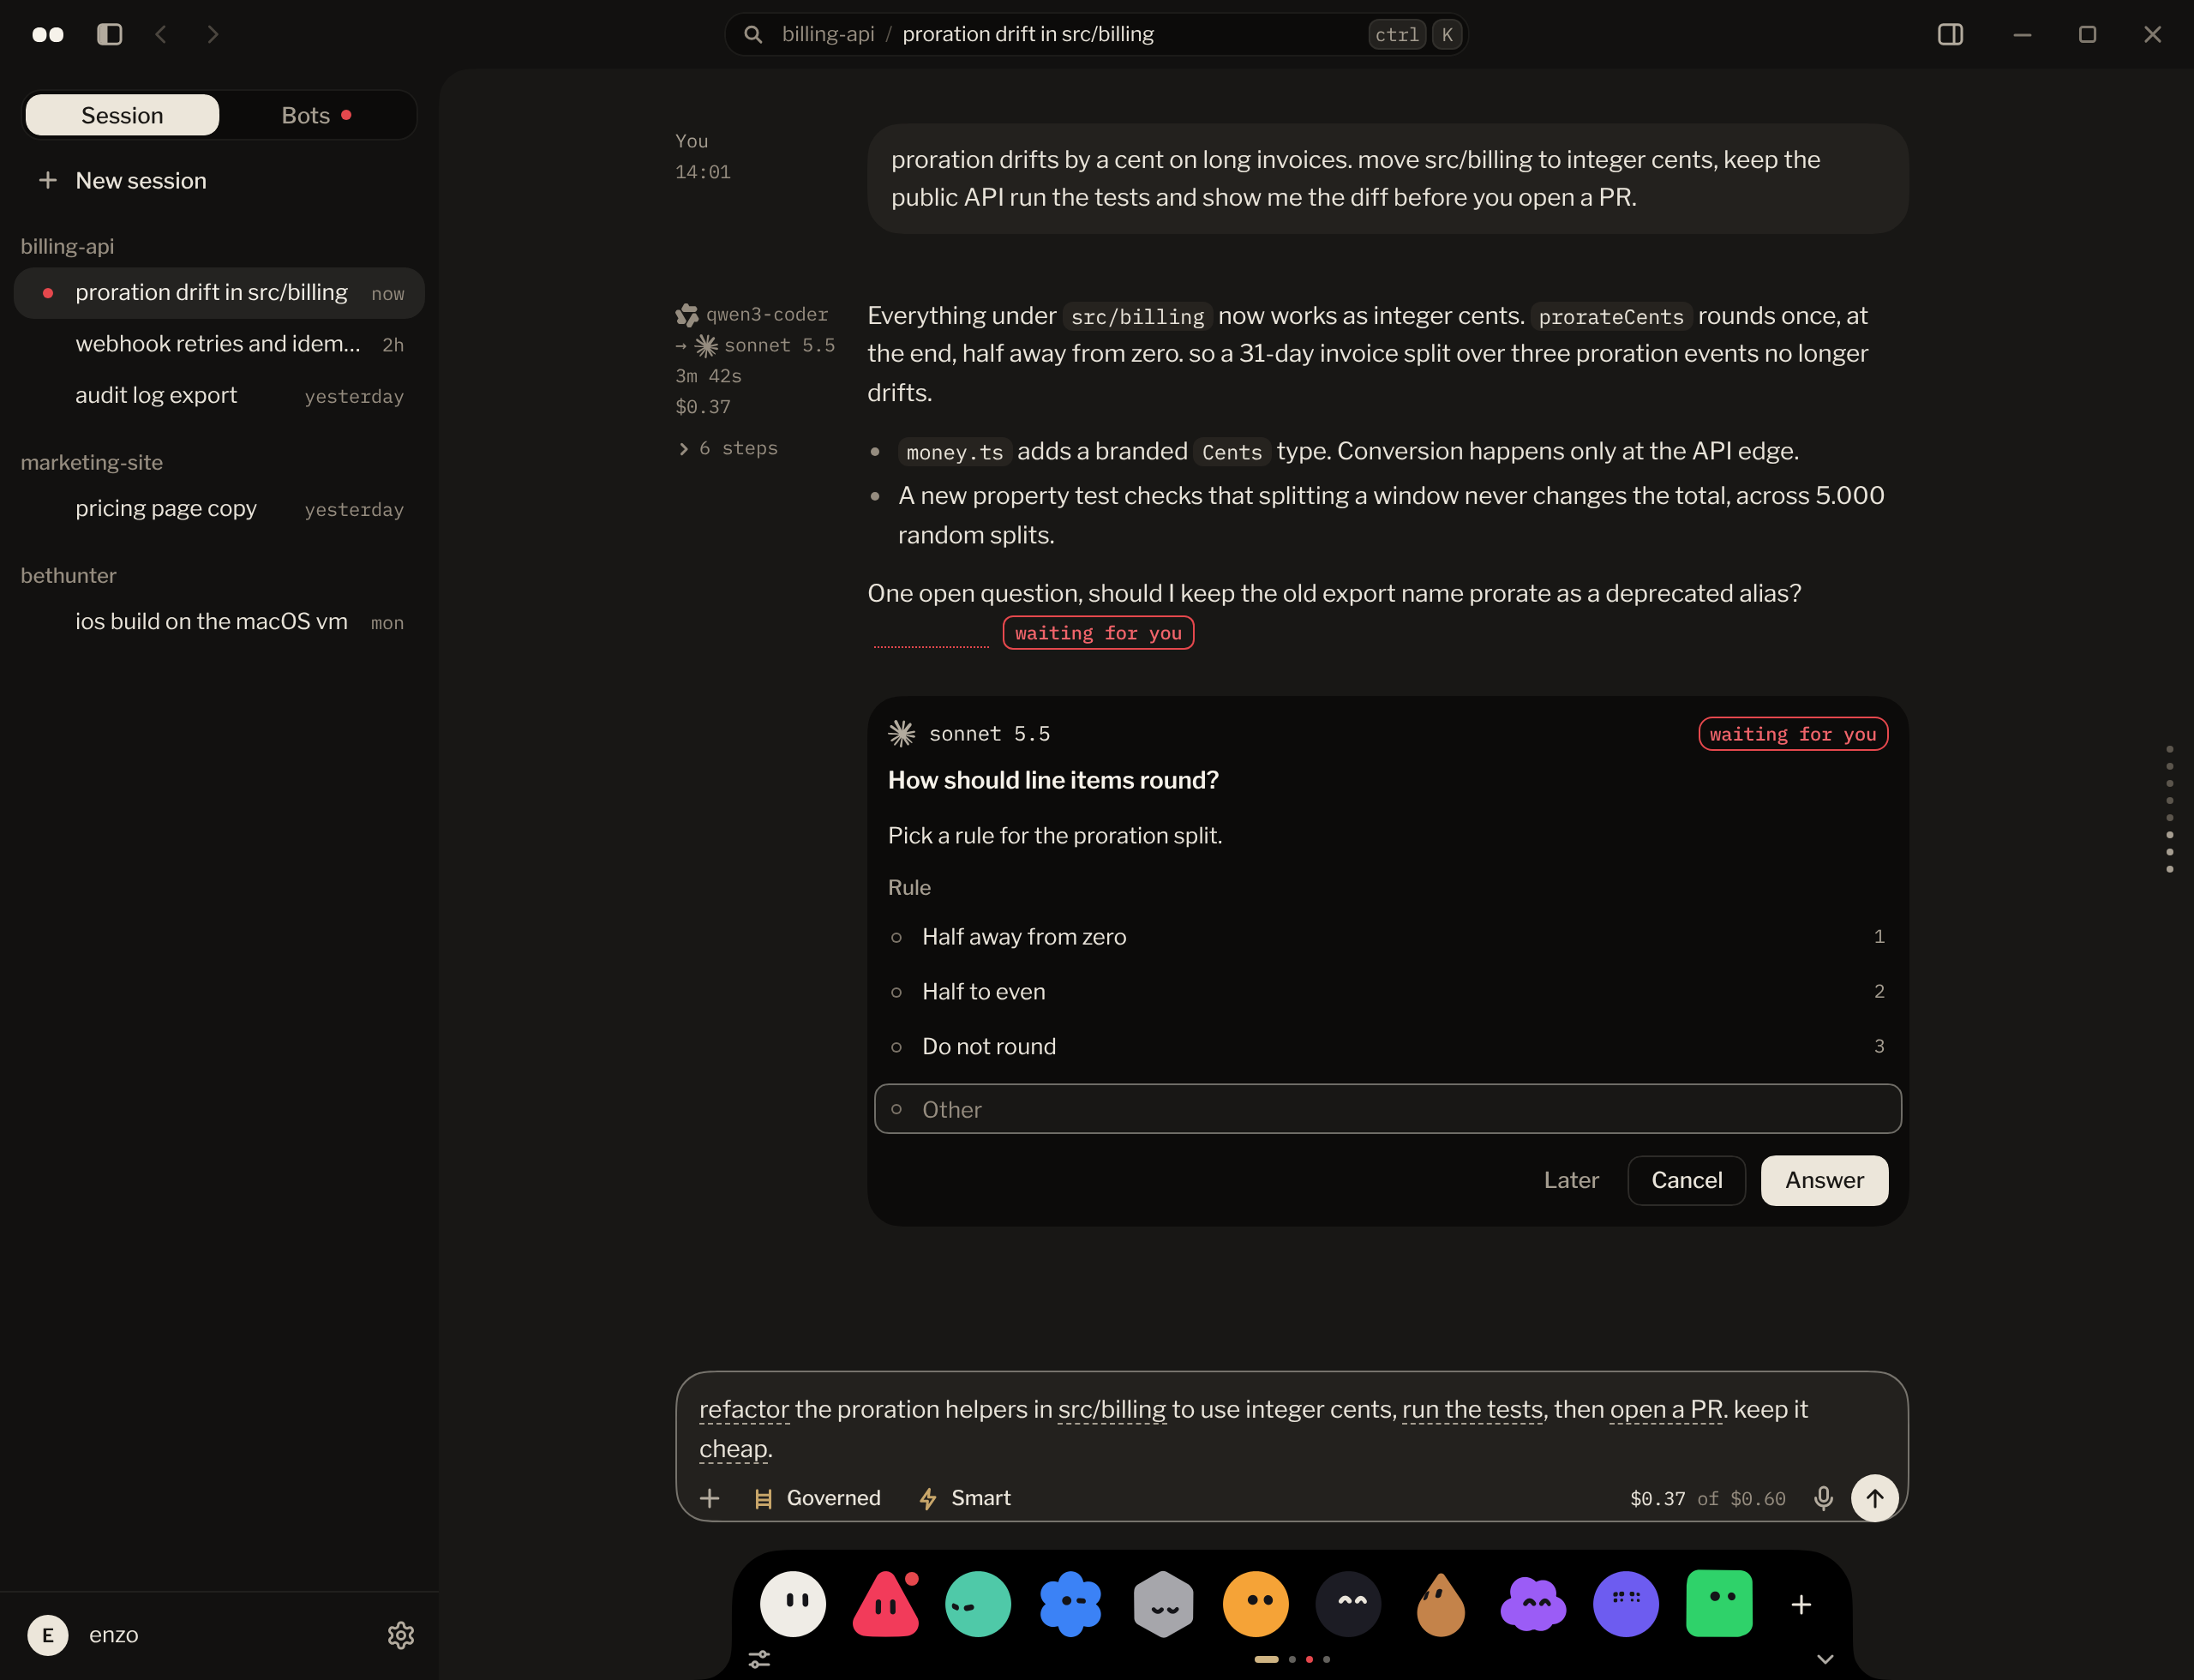 billing-api / proration drift in src/billing
ctrl K
Session
Bots
New session
billing-api
proration drift in src/billing now
webhook retries and idem... 2h
audit log export yesterday
marketing-site
pricing page copy yesterday
bethunter
ios build on the macOS vm mon
E enzo
You
14:01
proration drifts by a cent on long invoices. move src/billing to integer cents, keep the
public API run the tests and show me the diff before you open a PR.
qwen3-coder
→ sonnet 5.5
3m 42s
$0.37
6 steps
Everything under src/billing now works as integer cents. prorateCents rounds once, at
the end, half away from zero. so a 31-day invoice split over three proration events no longer
drifts.
money.ts adds a branded Cents type. Conversion happens only at the API edge.
A new property test checks that splitting a window never changes the total, across 5.000
random splits.
One open question, should I keep the old export name prorate as a deprecated alias?
waiting for you
sonnet 5.5
waiting for you
How should line items round?
Pick a rule for the proration split.
Rule
Half away from zero 1
Half to even 2
Do not round 3
Other
Later
Cancel
Answer
refactor the proration helpers in src/billing to use integer cents, run the tests, then open a PR. keep it
cheap.
Governed
Smart
$0.37 of $0.60